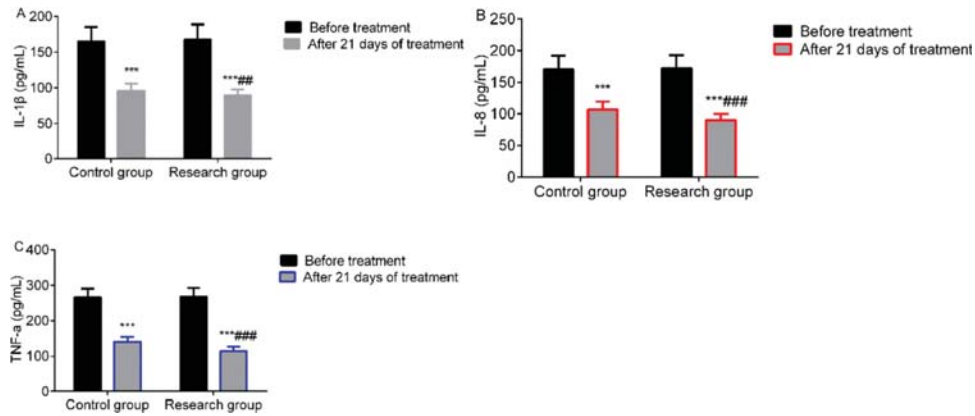 A
IL-1β (pg/mL)
200
150
100
50
0
***
***##
Control group
Research group
Before treatment
After 21 days of treatment
B
IL-8 (pg/mL)
250
200
150
100
50
0
***
***###
Control group
Research group
Before treatment
After 21 days of treatment
C
TNF-a (pg/mL)
400
300
200
100
0
***
***###
Control group
Research group
Before treatment
After 21 days of treatment